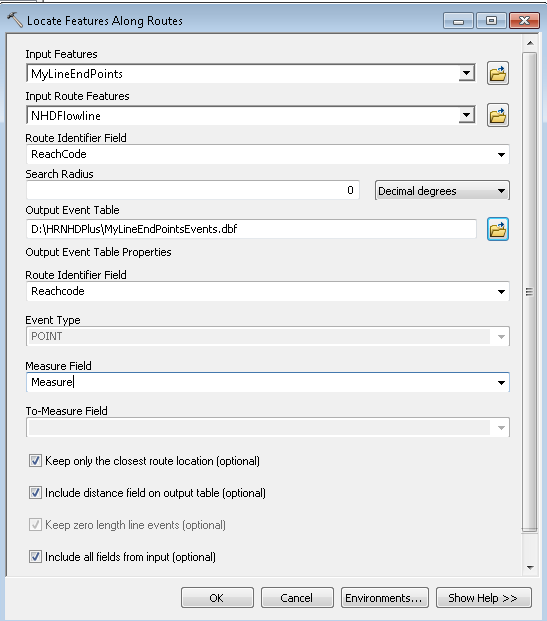 Locate Features Along Routes
Input Features
MyLineEndPoints
Input Route Features
NHDFlowline
Route Identifier Field
ReachCode
Search Radius
0 Decimal degrees
Output Event Table
D:\HRNHDPlus\MyLineEndPointsEvents.dbf
Output Event Table Properties
Route Identifier Field
Reachcode
Event Type
POINT
Measure Field
Measure
To-Measure Field
Keep only the closest route location (optional)
Include distance field on output table (optional)
Keep zero length line events (optional)
Include all fields from input (optional)
OK Cancel Environments... Show Help >>